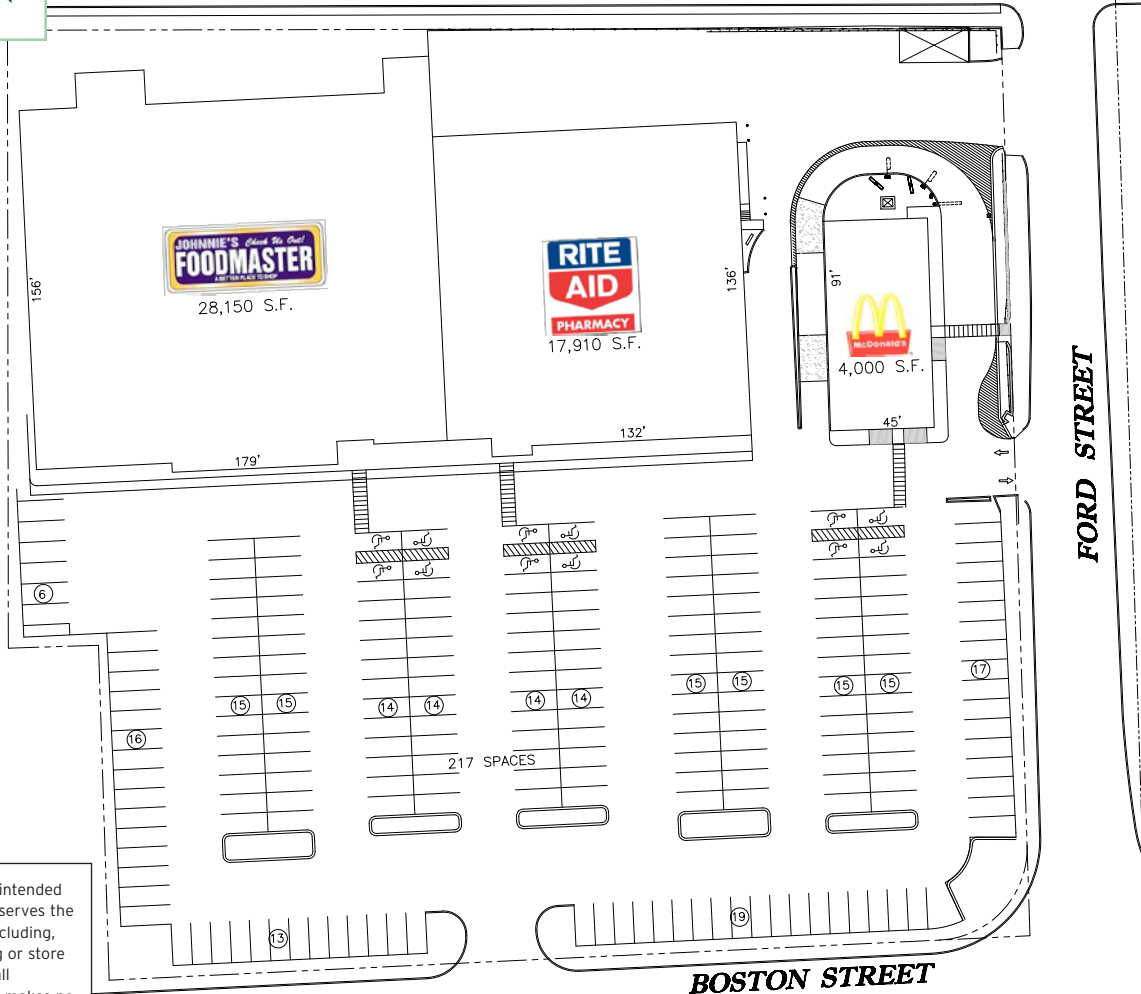 JOHNNIE'S Check Us Out!
FOODMASTER
A BETTER PLACE TO SHOP
28,150 S.F.
156'
179'
RITE
AID
PHARMACY
17,910 S.F.
136'
132'
91'
McDonald's
4,000 S.F.
45'
FORD STREET
6
16
15 15
14 14
14 14
15 15
15 15
17
217 SPACES
13
19
BOSTON STREET
intended
serves the
cluding,
g or store